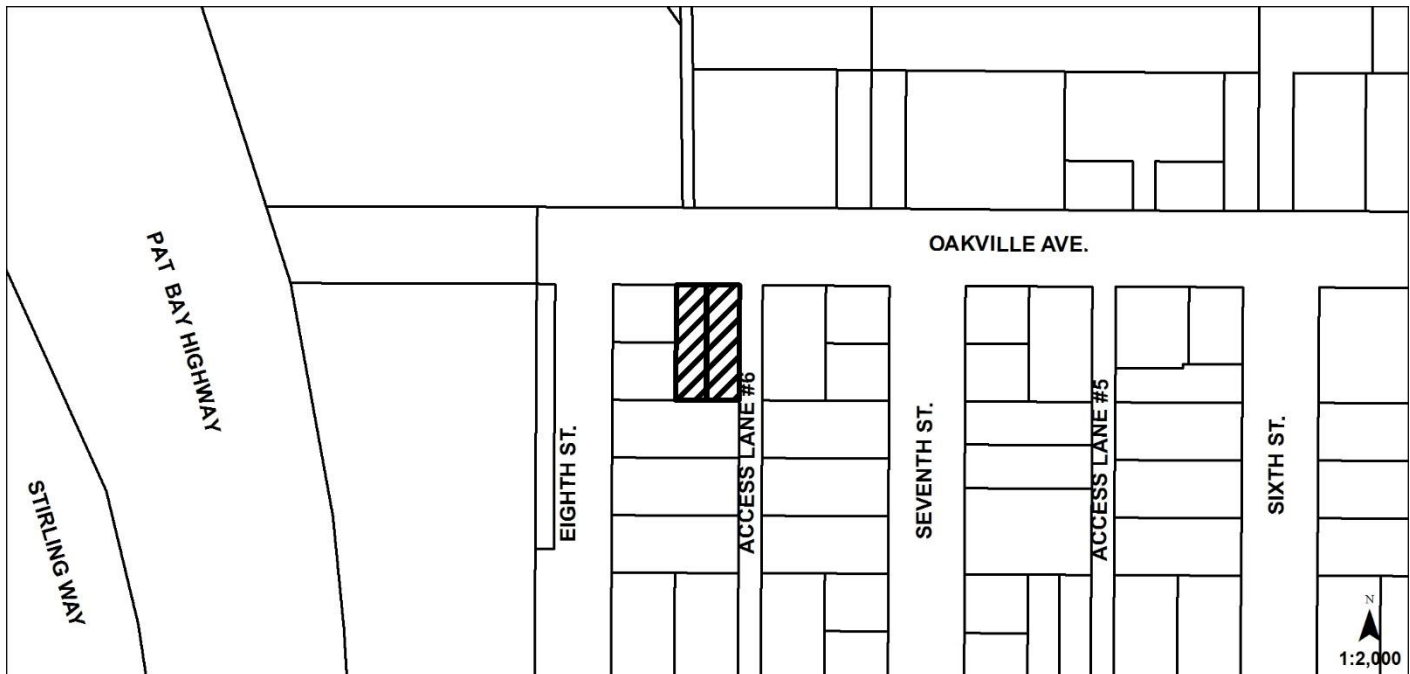 OAKVILLE AVE.
PAT BAY HIGHWAY
STIRLING WAY
EIGHTH ST.
ACCESS LANE #6
SEVENTH ST.
ACCESS LANE #5
SIXTH ST.
N
1:2,000